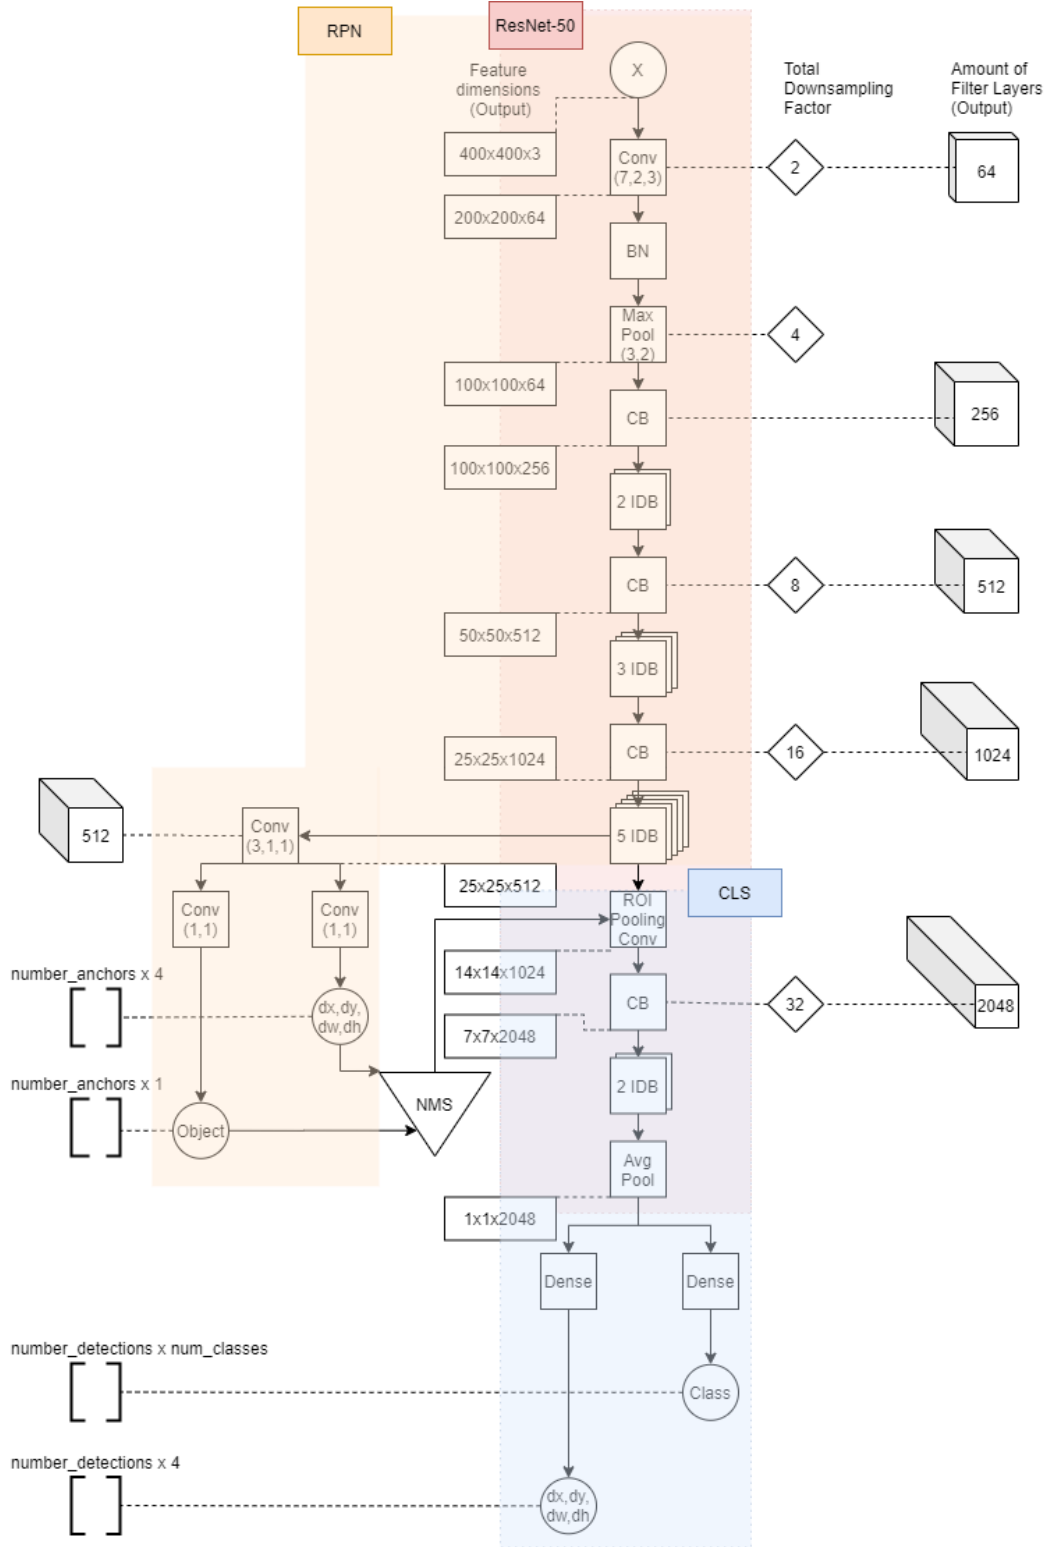 RPN
ResNet-50
Feature
dimensions
(Output)
X
Total
Downsampling
Factor
Amount of
Filter Layers
(Output)
400x400x3
Conv
(7,2,3)
2
64
200x200x64
BN
Max
Pool
(3,2)
4
100x100x64
CB
256
100x100x256
2 IDB
CB
8
512
50x50x512
3 IDB
CB
16
1024
25x25x1024
512
Conv
(3,1,1)
5 IDB
25x25x512
CLS
Conv
(1,1)
Conv
(1,1)
ROI
Pooling
Conv
number_anchors x 4
14x14x1024
dx,dy,
dw,dh
CB
32
2048
7x7x2048
number_anchors x 1
2 IDB
NMS
Object
Avg
Pool
1x1x2048
Dense
Dense
number_detections x num_classes
Class
number_detections x 4
dx,dy,
dw,dh